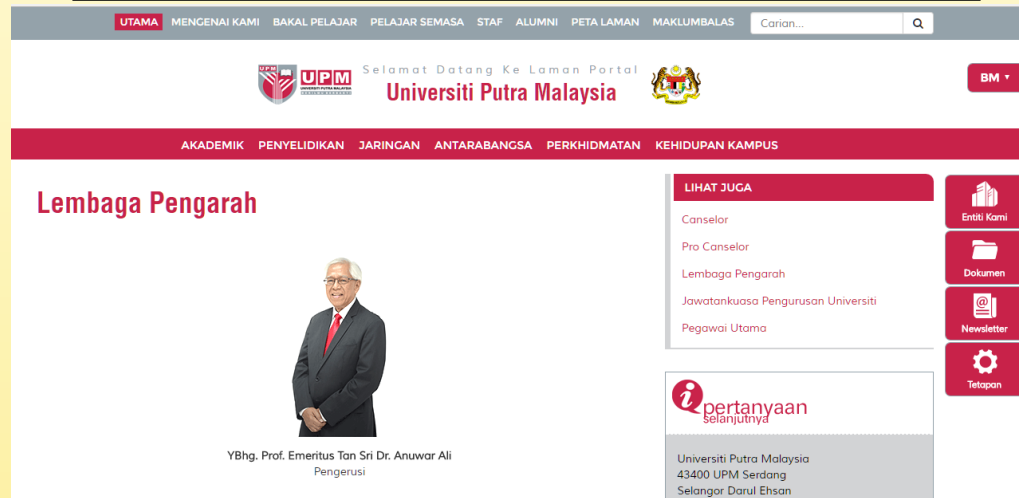 UTAMA MENGENAI KAMI BAKAL PELAJAR PELAJAR SEMASA STAF ALUMNI PETA LAMAN MAKLUMBALAS Carian...
UPM
UPM
Selamat Datang Ke Laman Portal
Universiti Putra Malaysia
BM
AKADEMIK PENYELIDIKAN JARINGAN ANTARABANGSA PERKHIDMATAN KEHIDUPAN KAMPUS
Lembaga Pengarah
YBhg. Prof. Emeritus Tan Sri Dr. Anuwar Ali
Pengerusi
LIHAT JUGA
Canselor
Pro Canselor
Lembaga Pengarah
Jawatankuasa Pengurusan Universiti
Pegawai Utama
i pertanyaan
selanjutnya
Universiti Putra Malaysia
43400 UPM Serdang
Selangor Darul Ehsan
Entiti Kami
Dokumen
@
Newsletter
Tetapan